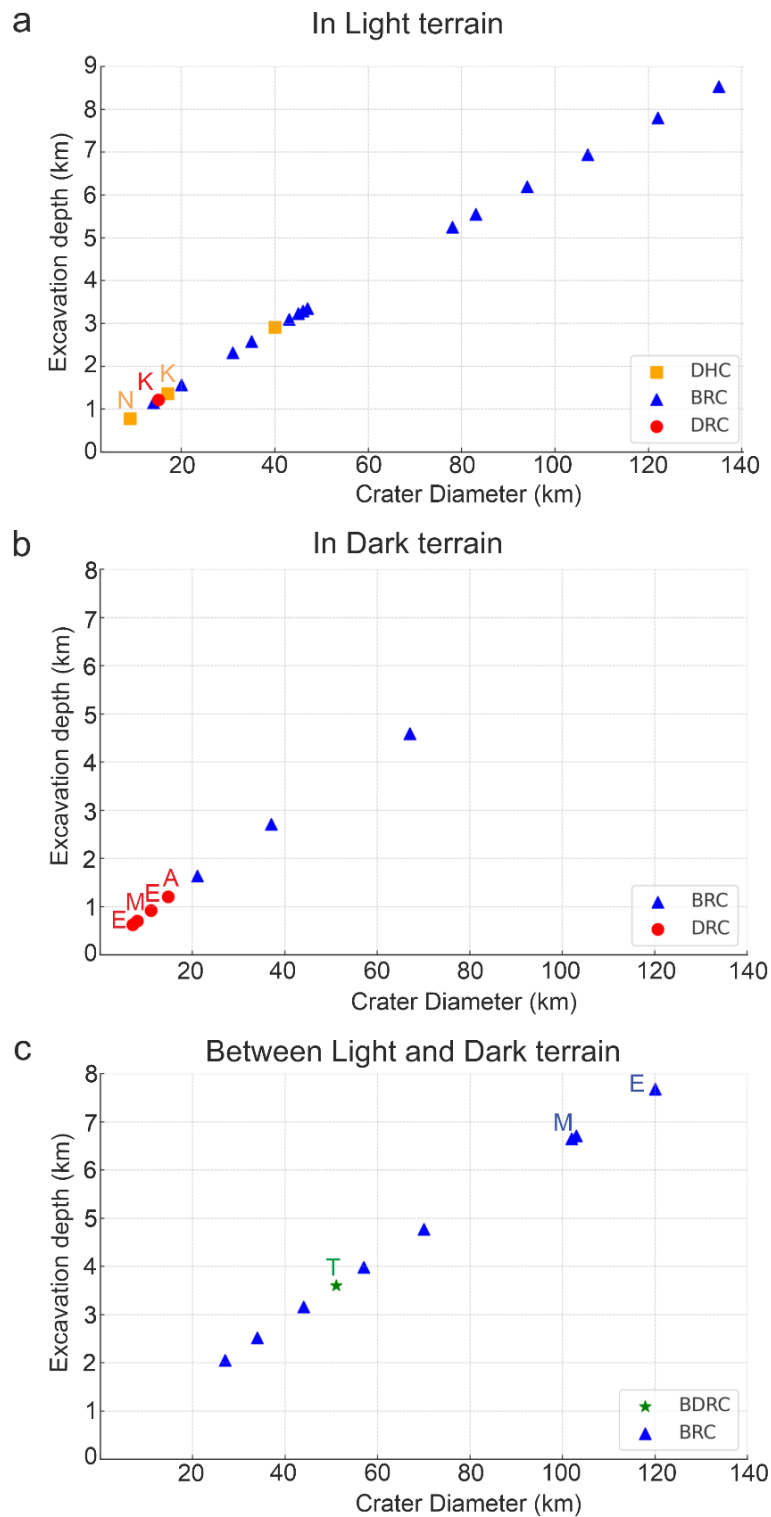 a
In Light terrain
9
8
7
6
5
4
3
2
1
0
Excavation depth (km)
K
K
N
DHC
BRC
DRC
20
40
60
80
100
120
140
Crater Diameter (km)
b
In Dark terrain
8
7
6
5
4
3
2
1
0
Excavation depth (km)
A
E
M
E
BRC
DRC
20
40
60
80
100
120
140
Crater Diameter (km)
c
Between Light and Dark terrain
8
7
6
5
4
3
2
1
0
Excavation depth (km)
E
M
T
BDRC
BRC
20
40
60
80
100
120
140
Crater Diameter (km)